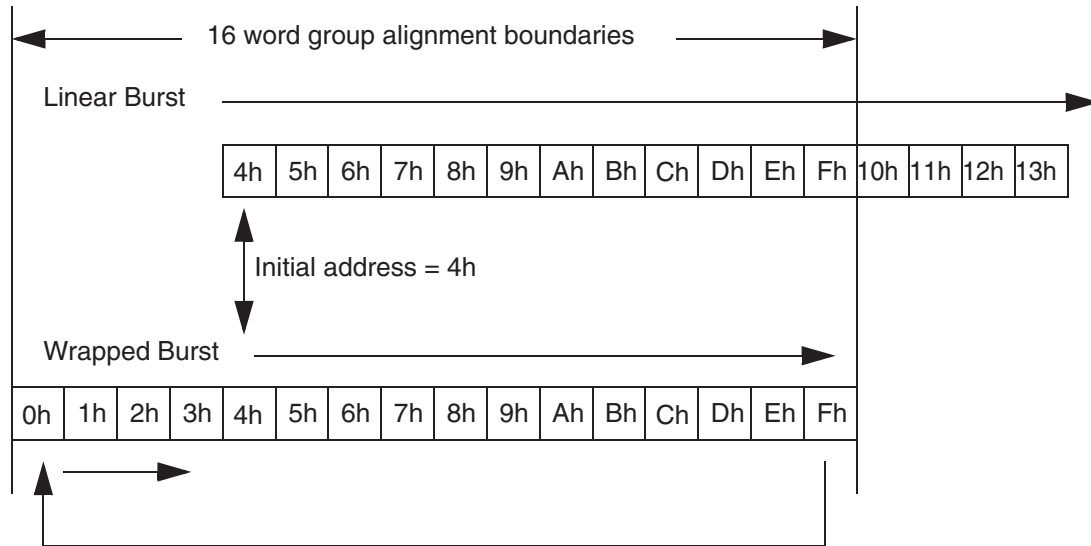 16 word group alignment boundaries
Linear Burst
4h 5h 6h 7h 8h 9h Ah Bh Ch Dh Eh Fh 10h 11h 12h 13h
Initial address = 4h
Wrapped Burst
0h 1h 2h 3h 4h 5h 6h 7h 8h 9h Ah Bh Ch Dh Eh Fh